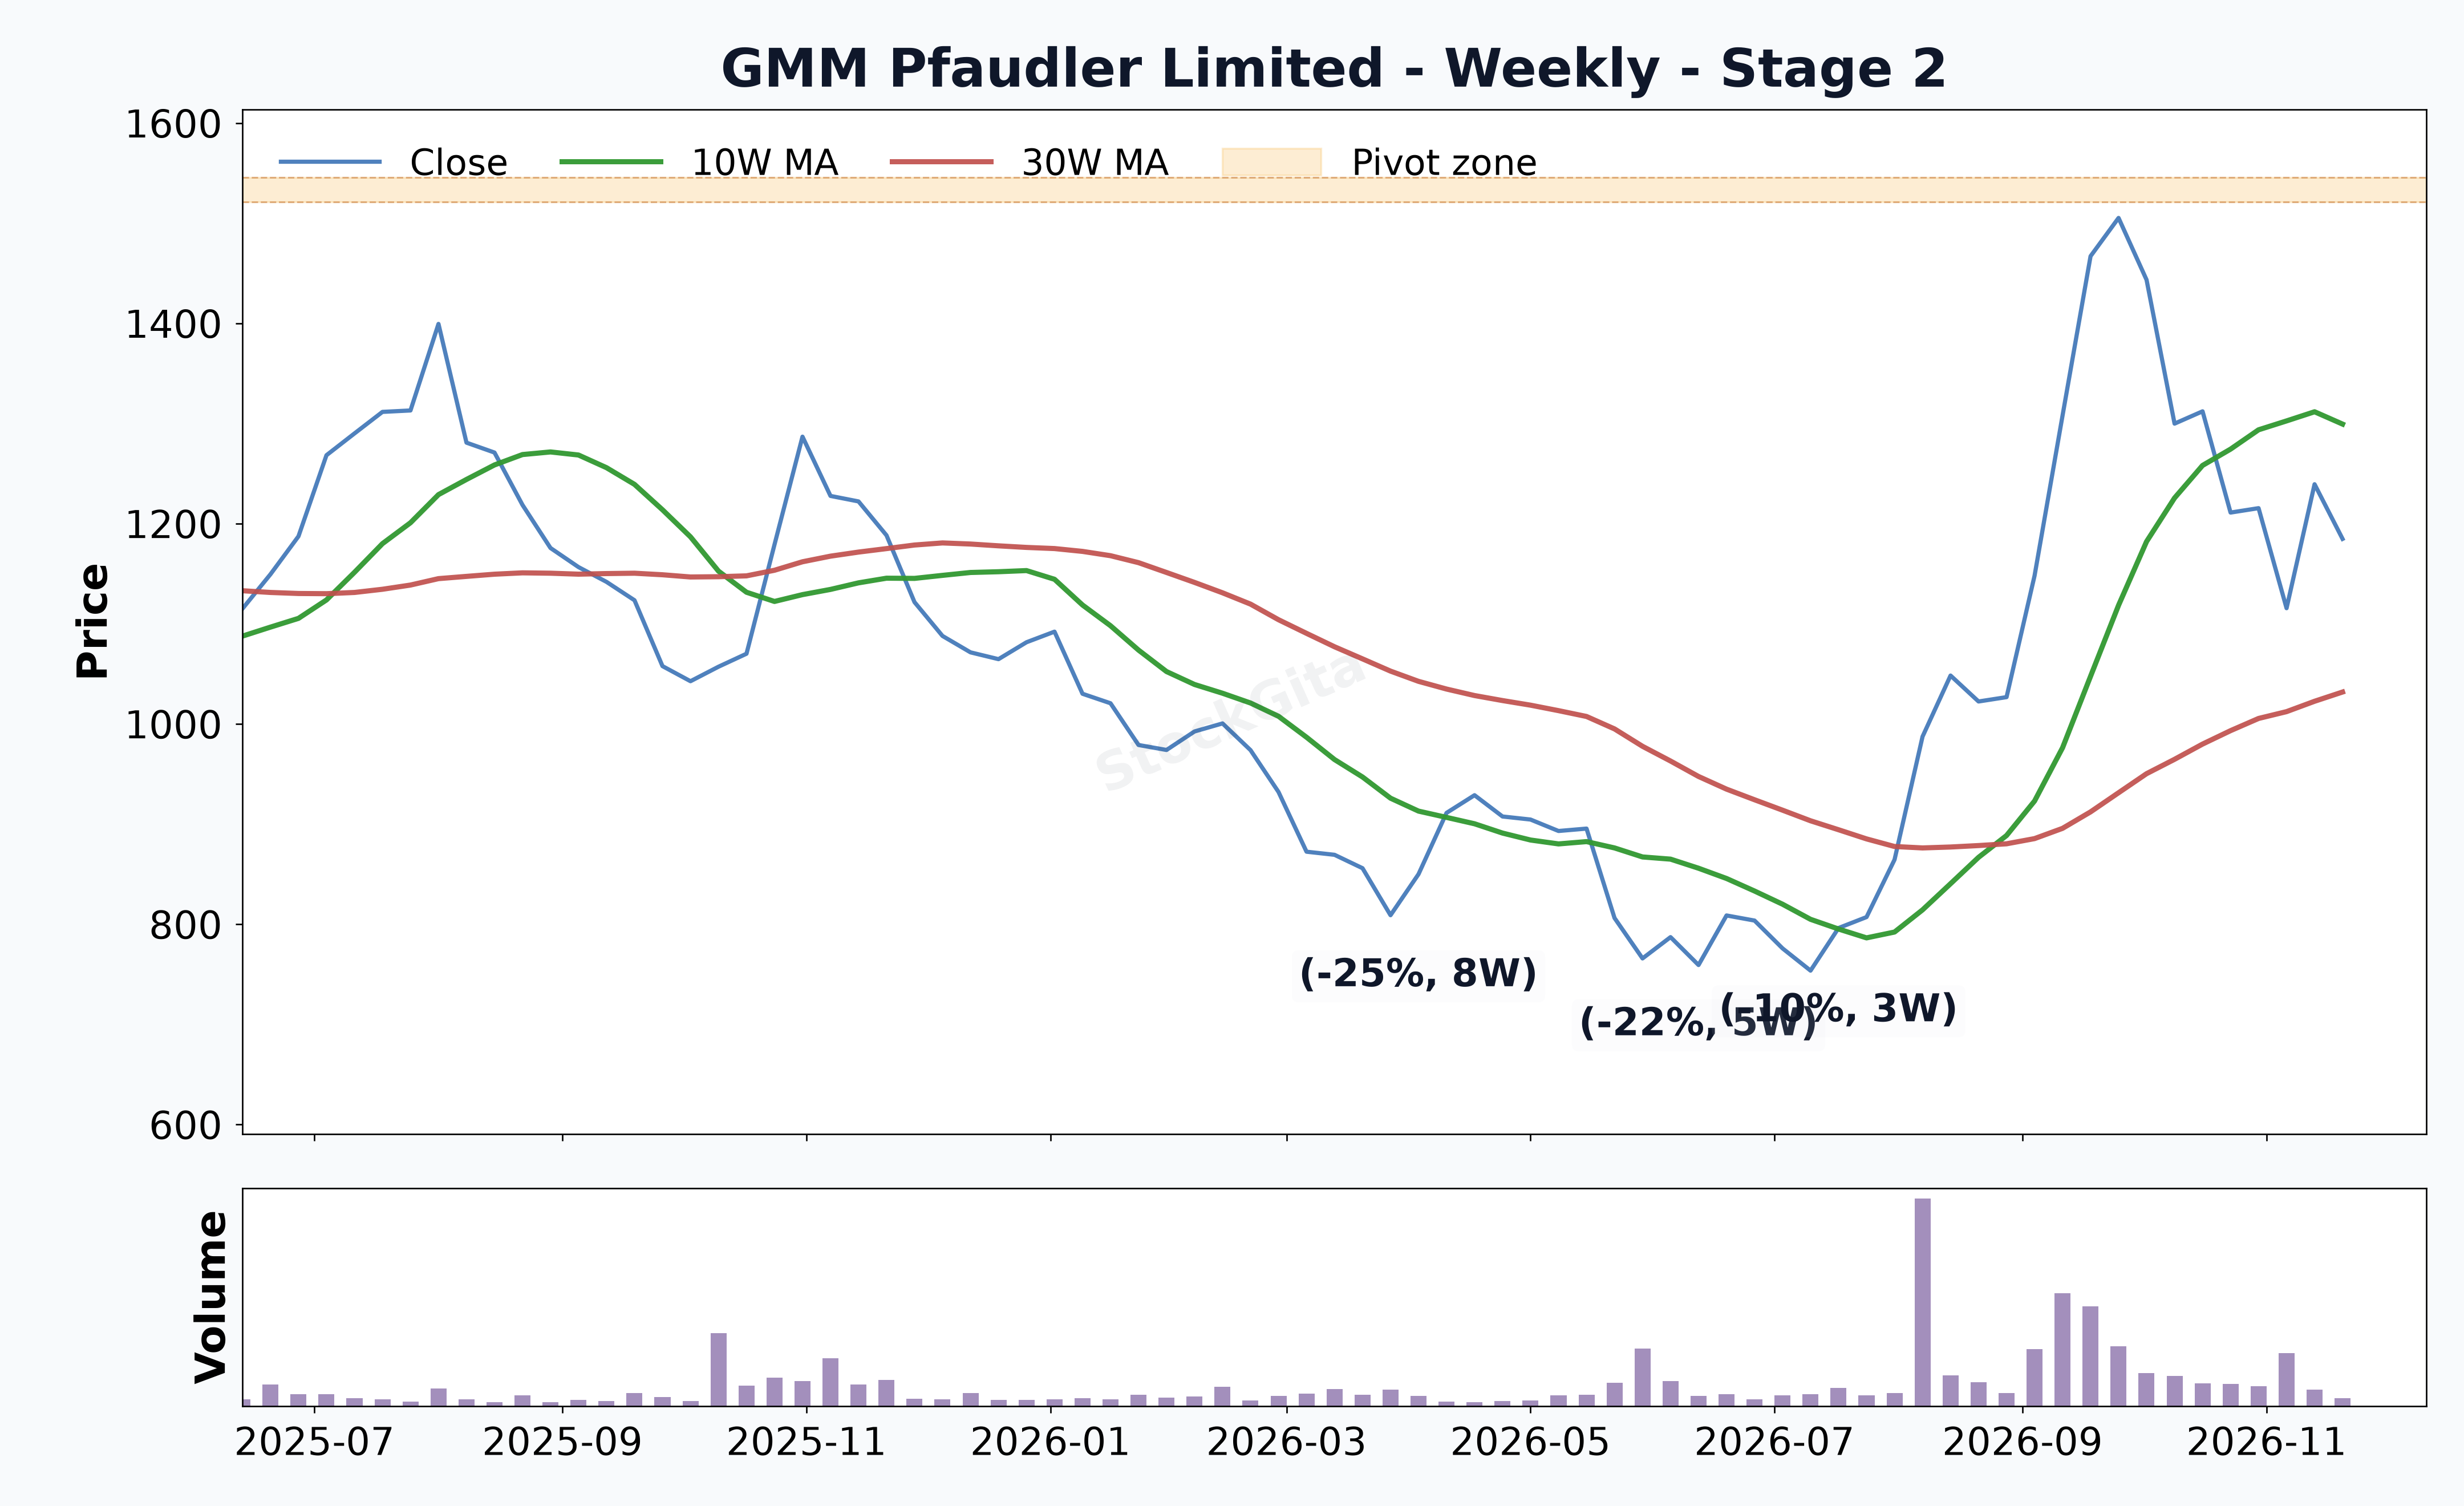 GMM Pfaudler Limited - Weekly - Stage 2
1600
Close 10W MA 30W MA Pivot zone
1400
1200
Price
1000
StockGita
800
(-25%, 8W)
(-10%, 3W)
(-22%, 5W)
600
Volume
2025-07 2025-09 2025-11 2026-01 2026-03 2026-05 2026-07 2026-09 2026-11